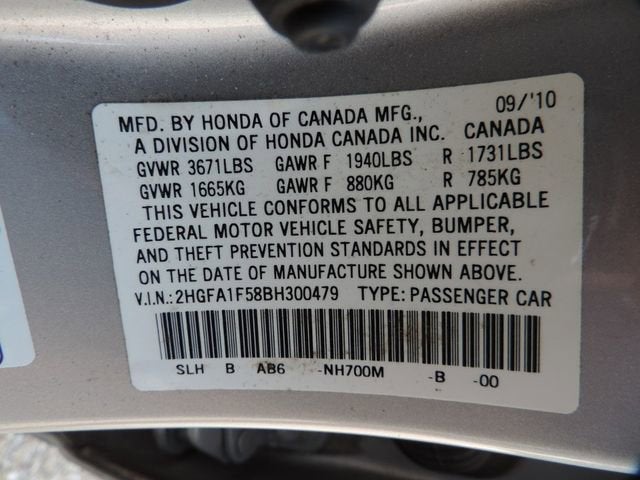 MFD. BY HONDA OF CANADA MFG., 09/'10
A DIVISION OF HONDA CANADA INC. CANADA
GVWR 3671LBS GAWR F 1940LBS R 1731LBS
GVWR 1665KG GAWR F 880KG R 785KG
THIS VEHICLE CONFORMS TO ALL APPLICABLE
FEDERAL MOTOR VEHICLE SAFETY, BUMPER,
AND THEFT PREVENTION STANDARDS IN EFFECT
ON THE DATE OF MANUFACTURE SHOWN ABOVE.
V.I.N.:2HGFA1F58BH300479 TYPE:PASSENGER CAR
SLH B AB6 -NH700M -B -00